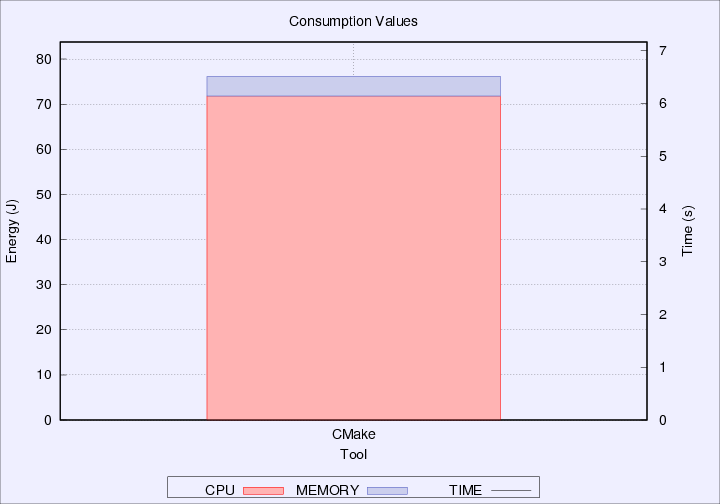 Consumption Values
80
70
60
50
40
30
20
10
0
Energy (J)
7
6
5
4
3
2
1
0
Time (s)
CMake
Tool
CPU MEMORY TIME